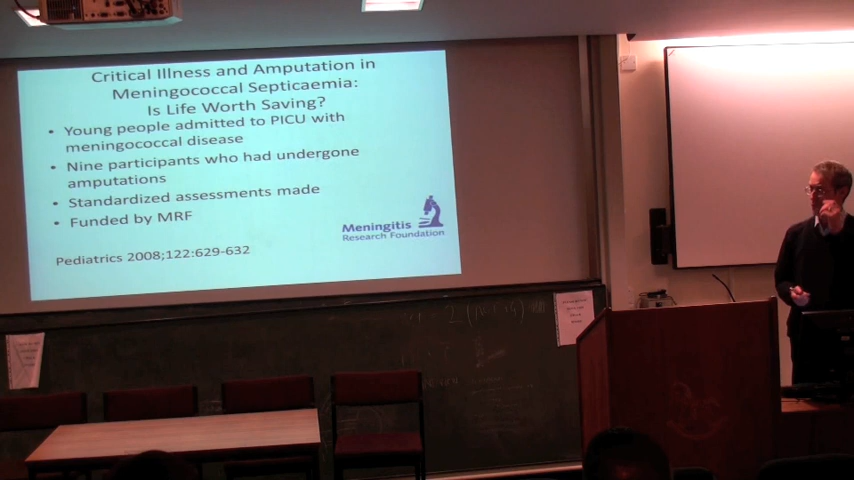 Critical Illness and Amputation in
Meningococcal Septicaemia:
Is Life Worth Saving?
• Young people admitted to PICU with
meningococcal disease
• Nine participants who had undergone
amputations
• Standardized assessments made
• Funded by MRF
Meningitis
Research Foundation
Pediatrics 2008;122:629-632